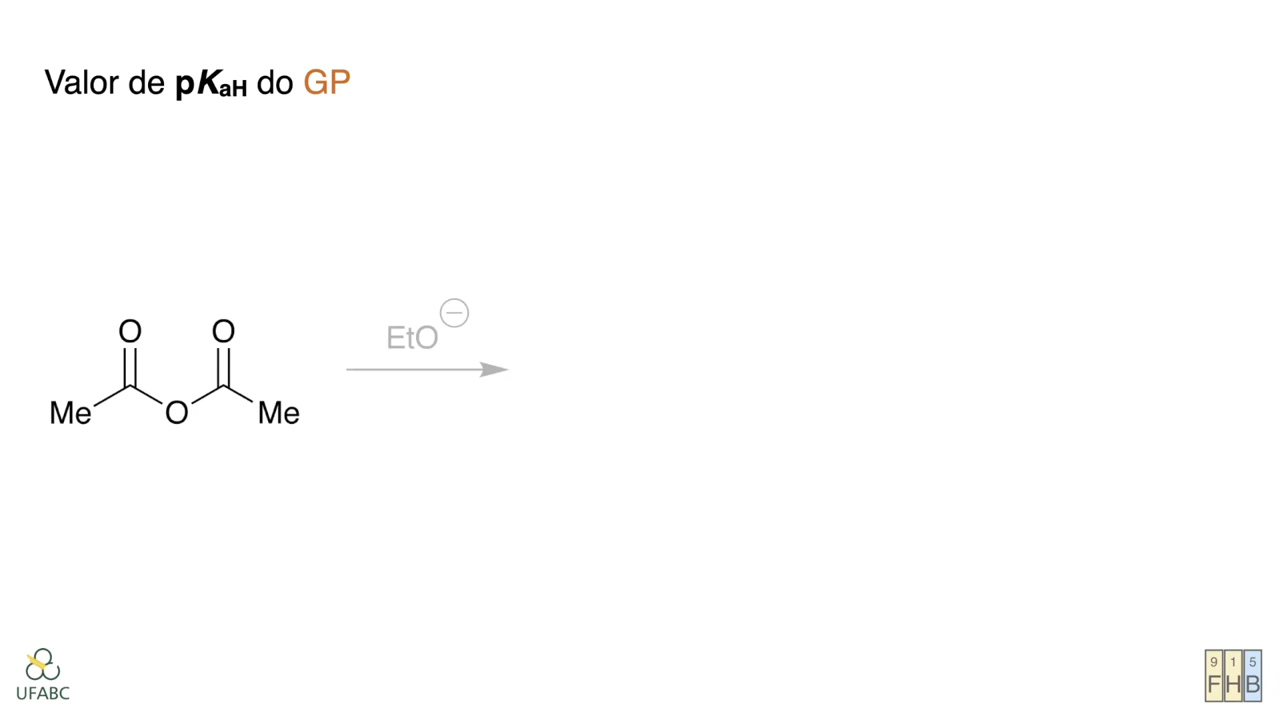 Valor de pKaH do GP
O O
EtO ⊖
Me O Me
UFABC
9 1 5
F H B